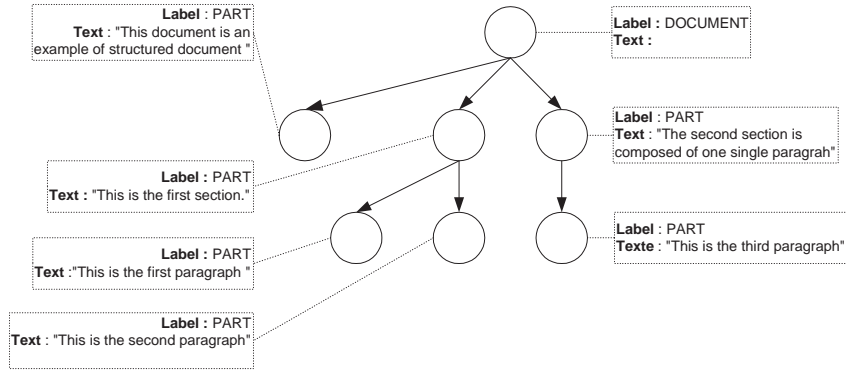 Label : PART
Text : "This document is an
example of structured document "
Label : DOCUMENT
Text :
Label : PART
Text : "The second section is
composed of one single paragrah"
Label : PART
Text : "This is the first section."
Label : PART
Texte : "This is the third paragraph"
Label : PART
Text :"This is the first paragraph "
Label : PART
Text : "This is the second paragraph"